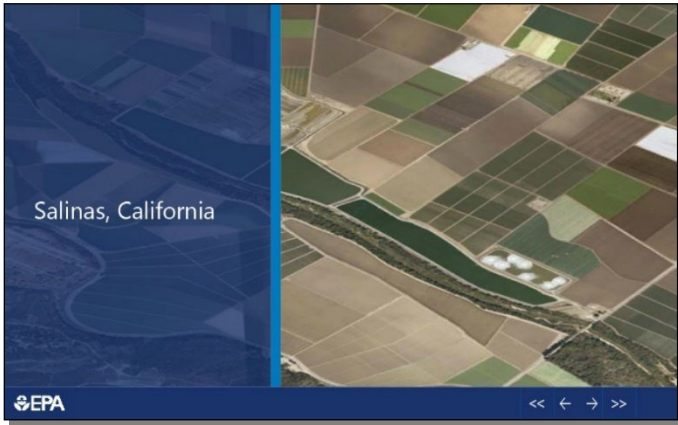 Salinas, California
EPA
<< ← → >>